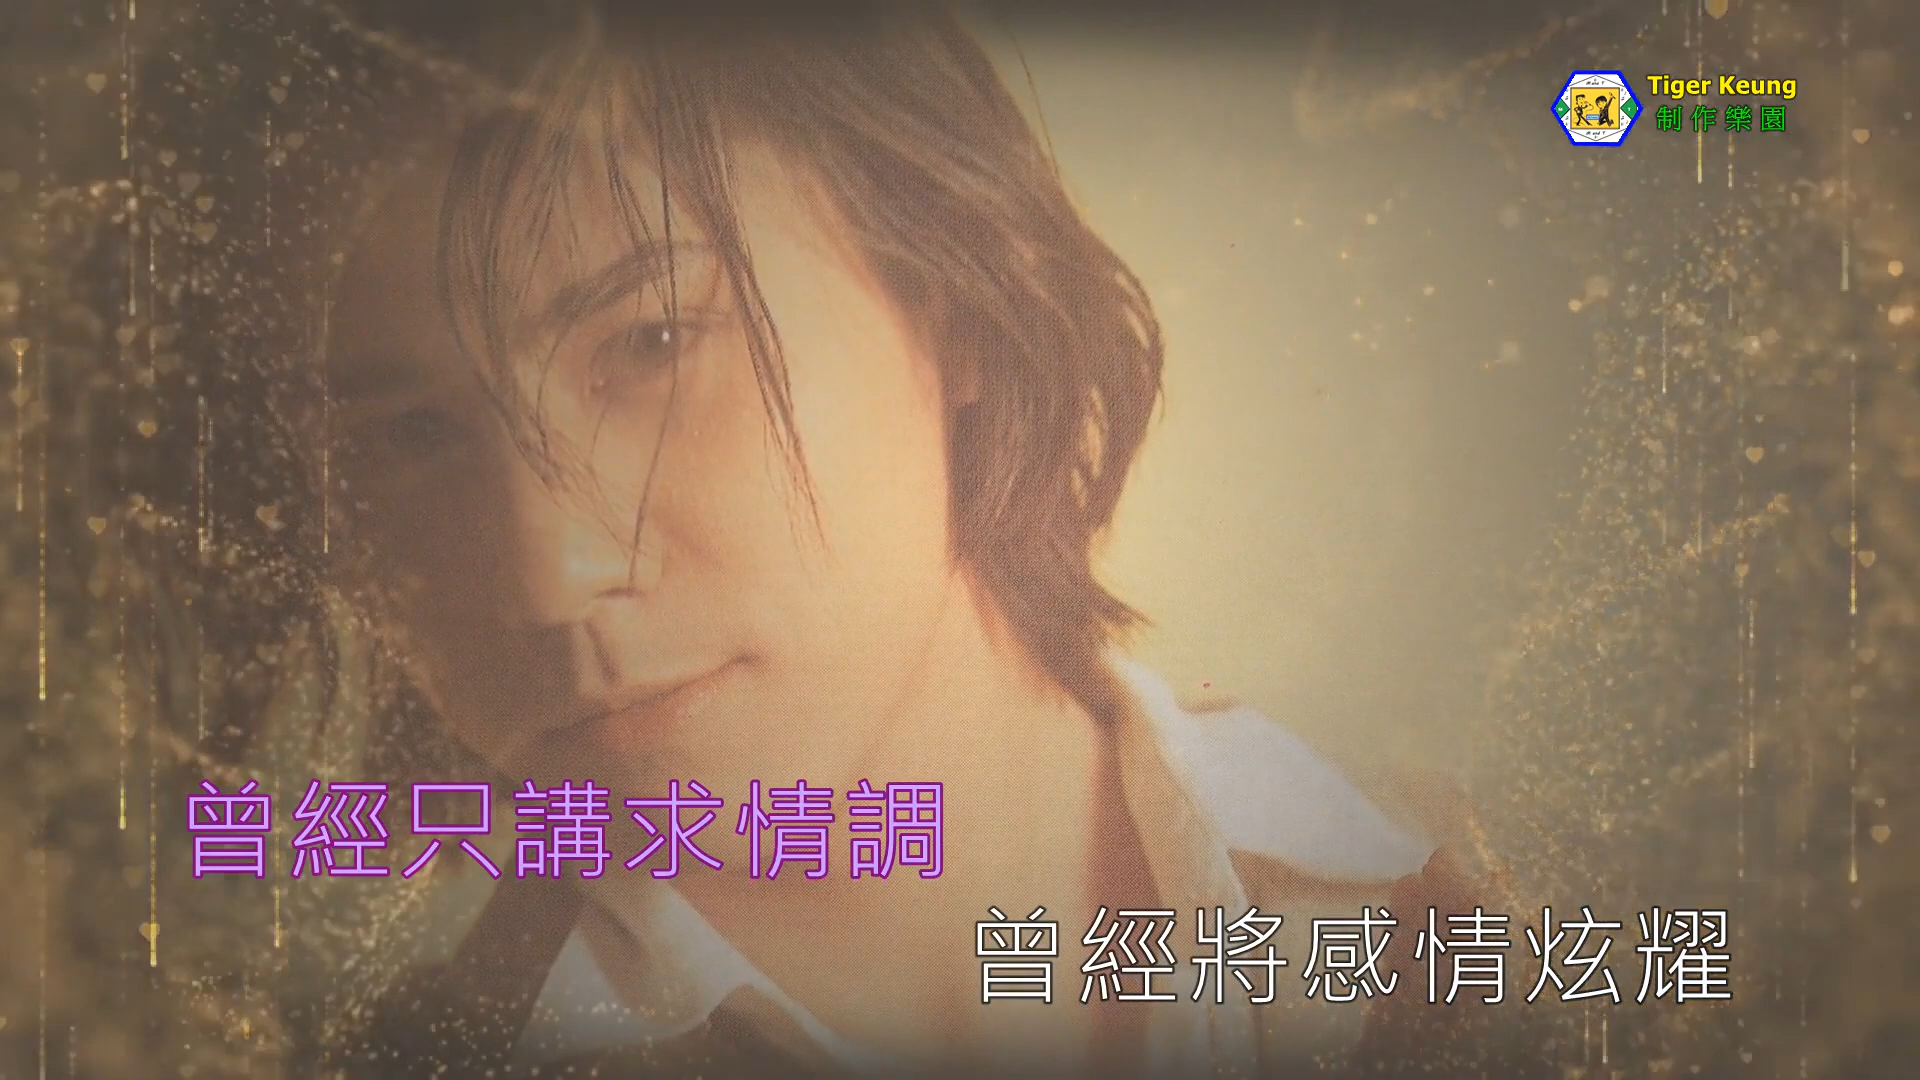 Tiger Keung
制作樂園
曾經只講求情調
曾經將感情炫耀